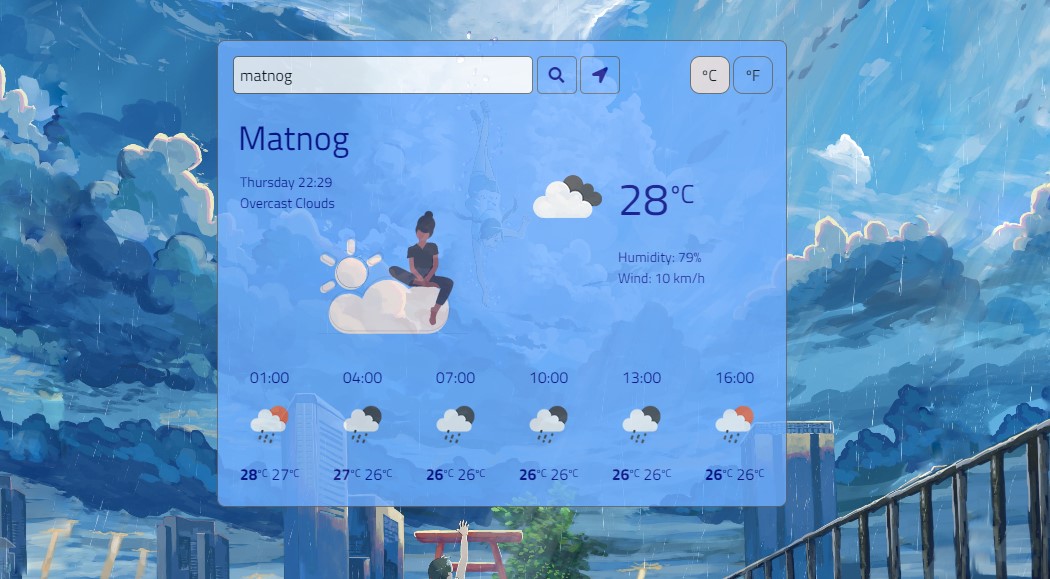 matnog
°C °F
Matnog
Thursday 22:29
Overcast Clouds
28°C
Humidity: 79%
Wind: 10 km/h
01:00 04:00 07:00 10:00 13:00 16:00
28°C 27°C 27°C 26°C 26°C 26°C 26°C 26°C 26°C 26°C 26°C 26°C